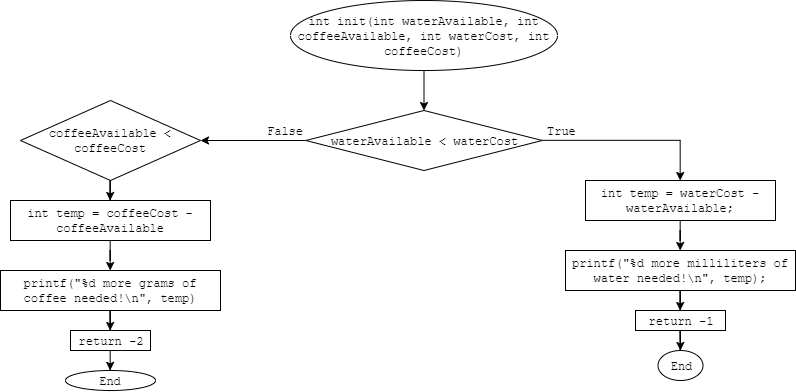 int init(int waterAvailable, int
coffeeAvailable, int waterCost, int
coffeeCost)
coffeeAvailable <
coffeeCost
False
waterAvailable < waterCost
True
int temp = coffeeCost -
coffeeAvailable
int temp = waterCost -
waterAvailable;
printf("%d more grams of
coffee needed!\n", temp)
printf("%d more milliliters of
water needed!\n", temp);
return -2
return -1
End
End